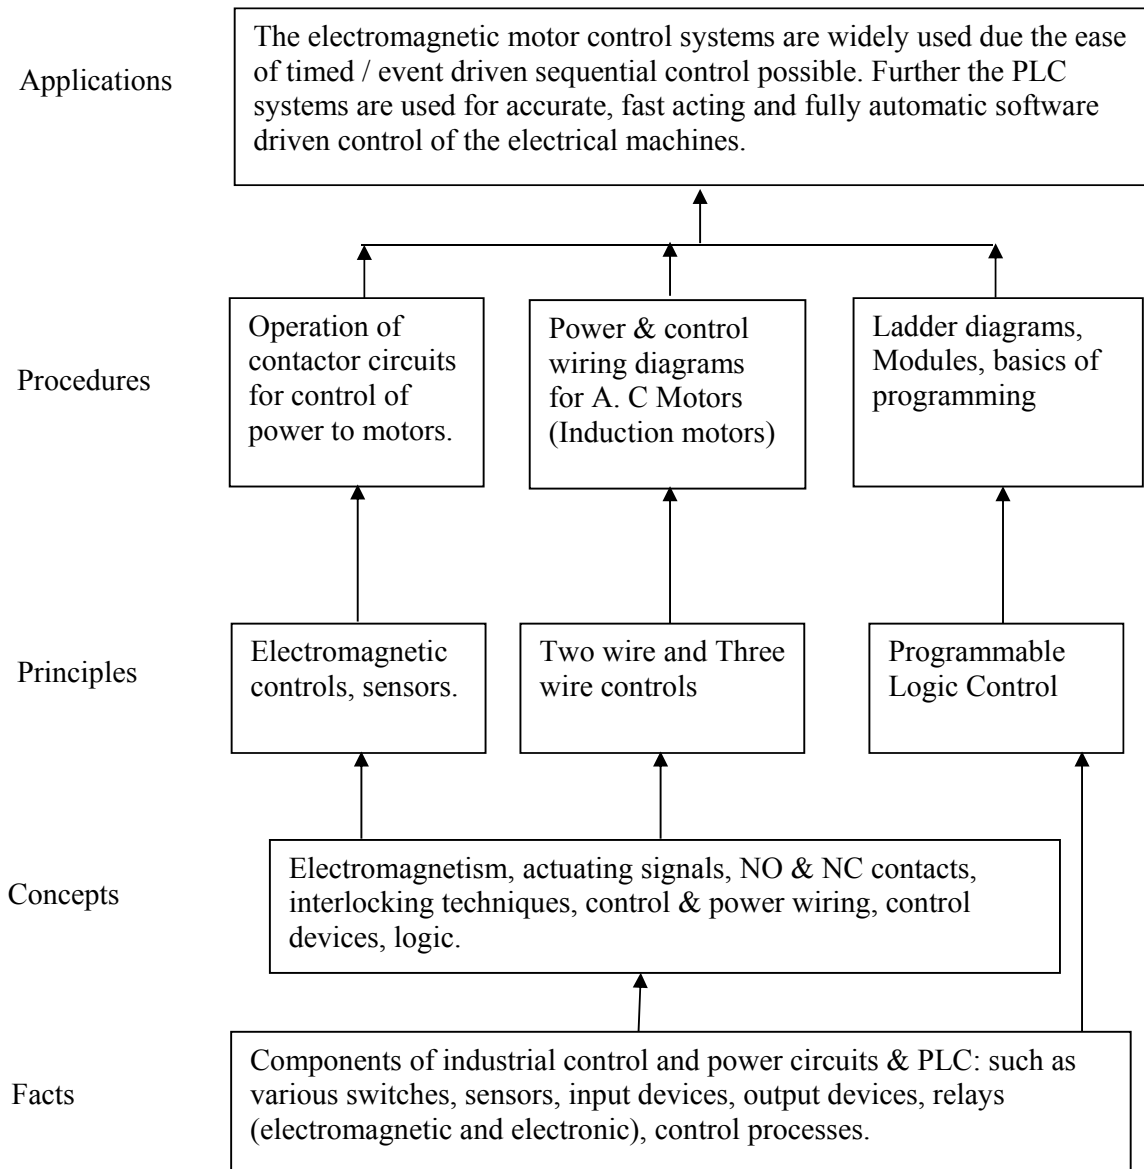 Applications
The electromagnetic motor control systems are widely used due the ease
of timed / event driven sequential control possible. Further the PLC
systems are used for accurate, fast acting and fully automatic software
driven control of the electrical machines.
Procedures
Operation of
contactor circuits
for control of
power to motors.
Power & control
wiring diagrams
for A. C Motors
(Induction motors)
Ladder diagrams,
Modules, basics of
programming
Principles
Electromagnetic
controls, sensors.
Two wire and Three
wire controls
Programmable
Logic Control
Concepts
Electromagnetism, actuating signals, NO & NC contacts,
interlocking techniques, control & power wiring, control
devices, logic.
Facts
Components of industrial control and power circuits & PLC: such as
various switches, sensors, input devices, output devices, relays
(electromagnetic and electronic), control processes.